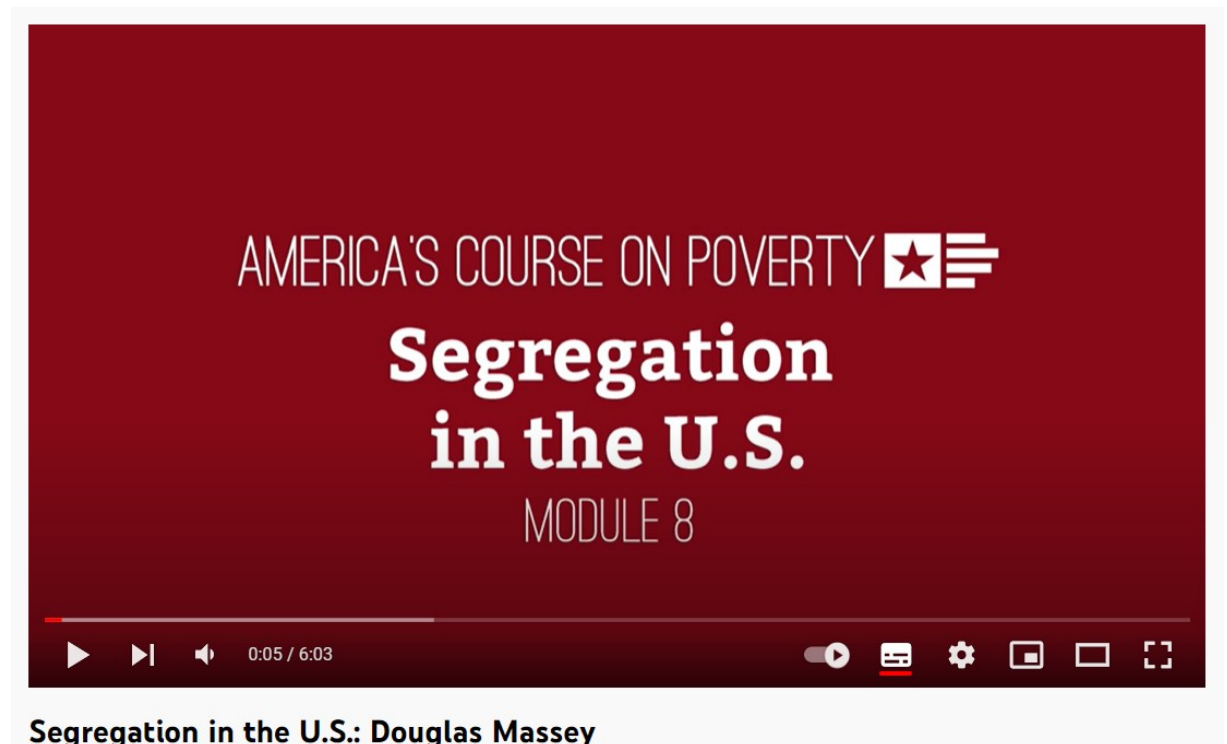 AMERICA'S COURSE ON POVERTY
Segregation
in the U.S.
MODULE 8
0:05 / 6:03
Segregation in the U.S.: Douglas Massey